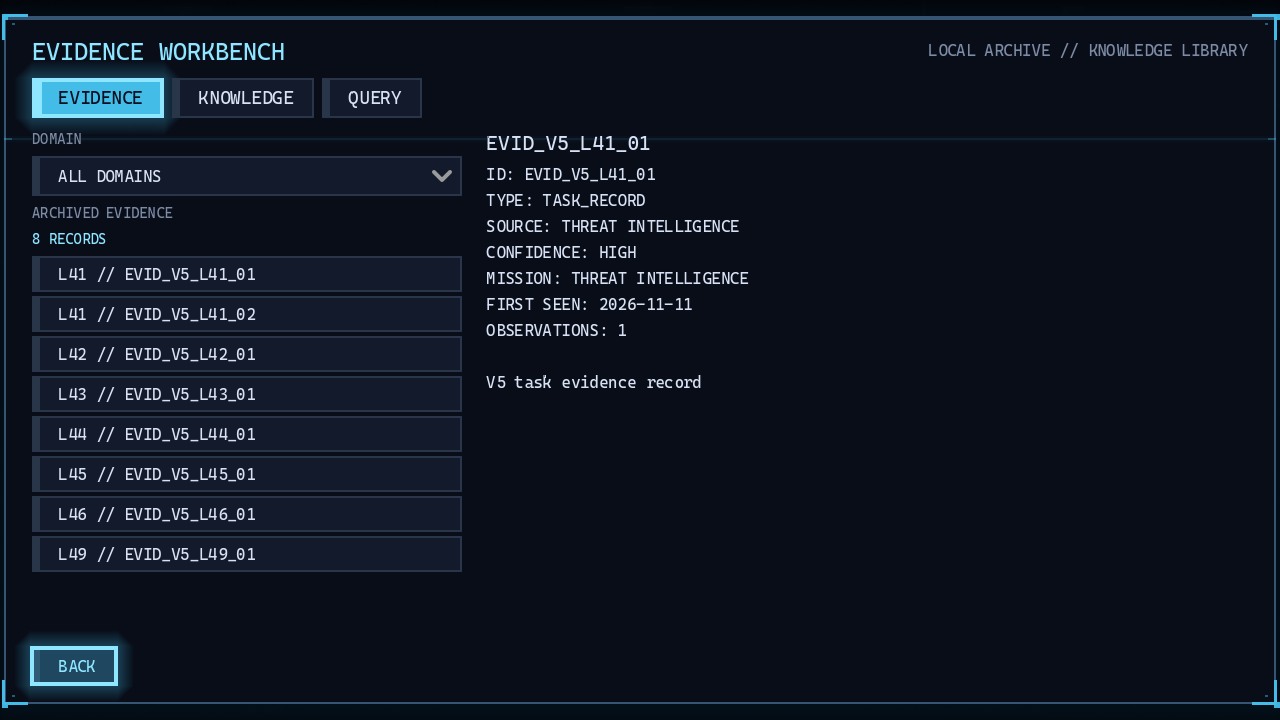 EVIDENCE WORKBENCH
LOCAL ARCHIVE // KNOWLEDGE LIBRARY
EVIDENCE
KNOWLEDGE
QUERY
DOMAIN
ALL DOMAINS
ARCHIVED EVIDENCE
8 RECORDS
L41 // EVID_V5_L41_01
L41 // EVID_V5_L41_02
L42 // EVID_V5_L42_01
L43 // EVID_V5_L43_01
L44 // EVID_V5_L44_01
L45 // EVID_V5_L45_01
L46 // EVID_V5_L46_01
L49 // EVID_V5_L49_01
EVID_V5_L41_01
ID: EVID_V5_L41_01
TYPE: TASK_RECORD
SOURCE: THREAT INTELLIGENCE
CONFIDENCE: HIGH
MISSION: THREAT INTELLIGENCE
FIRST SEEN: 2026-11-11
OBSERVATIONS: 1
V5 task evidence record
BACK